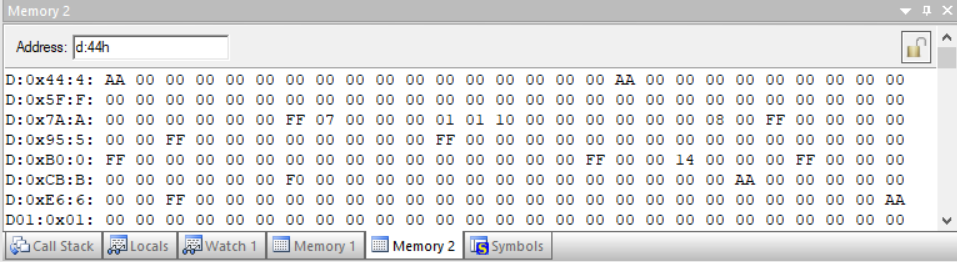 Memory 2
Address: d:44h
D:0x44:4: AA 00 00 00 00 00 00 00 00 00 00 00 00 00 00 00 00 AA 00 00 00 00 00 00 00 00 00
D:0x5F:F: 00 00 00 00 00 00 00 00 00 00 00 00 00 00 00 00 00 00 00 00 00 00 00 00 00 00 00
D:0x7A:A: 00 00 00 00 00 00 FF 07 00 00 00 01 01 10 00 00 00 00 00 00 08 00 FF 00 00 00 00
D:0x95:5: 00 00 FF 00 00 00 00 00 00 00 00 FF 00 00 00 00 00 00 00 00 00 00 00 00 00 00 00
D:0xB0:0: FF 00 00 00 00 00 00 00 00 00 00 00 00 00 00 00 FF 00 00 14 00 00 00 FF 00 00 00
D:0xCB:B: 00 00 00 00 00 00 F0 00 00 00 00 00 00 00 00 00 00 00 00 00 00 AA 00 00 00 00 00
D:0xE6:6: 00 00 FF 00 00 00 00 00 00 00 00 00 00 00 00 00 00 00 00 00 00 00 00 00 00 00 AA
D01:0x01: 00 00 00 00 00 00 00 00 00 00 00 00 00 00 00 00 00 00 00 00 00 00 00 00 00 00 00
Call Stack Locals Watch 1 Memory 1 Memory 2 Symbols